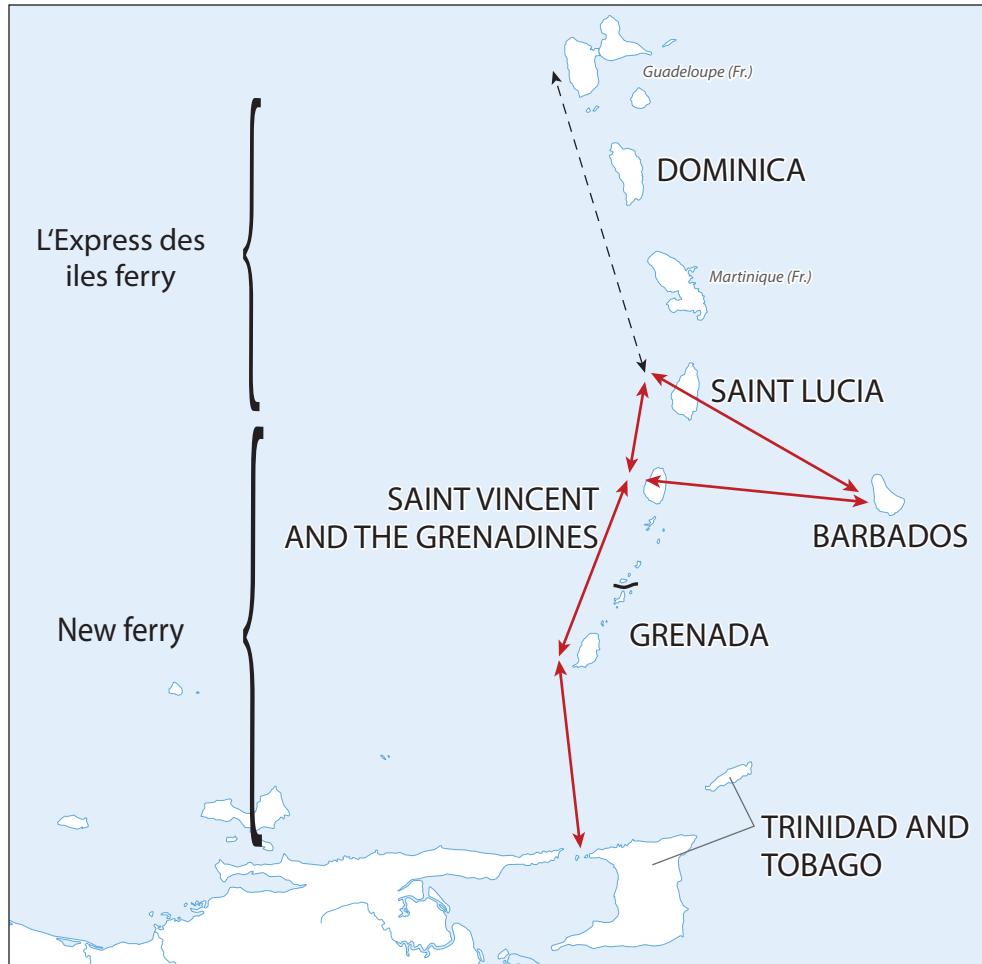 Guadeloupe (Fr.)
DOMINICA
L‘Express des
iles ferry
Martinique (Fr.)
SAINT LUCIA
SAINT VINCENT
AND THE GRENADINES
BARBADOS
New ferry
GRENADA
TRINIDAD AND
TOBAGO